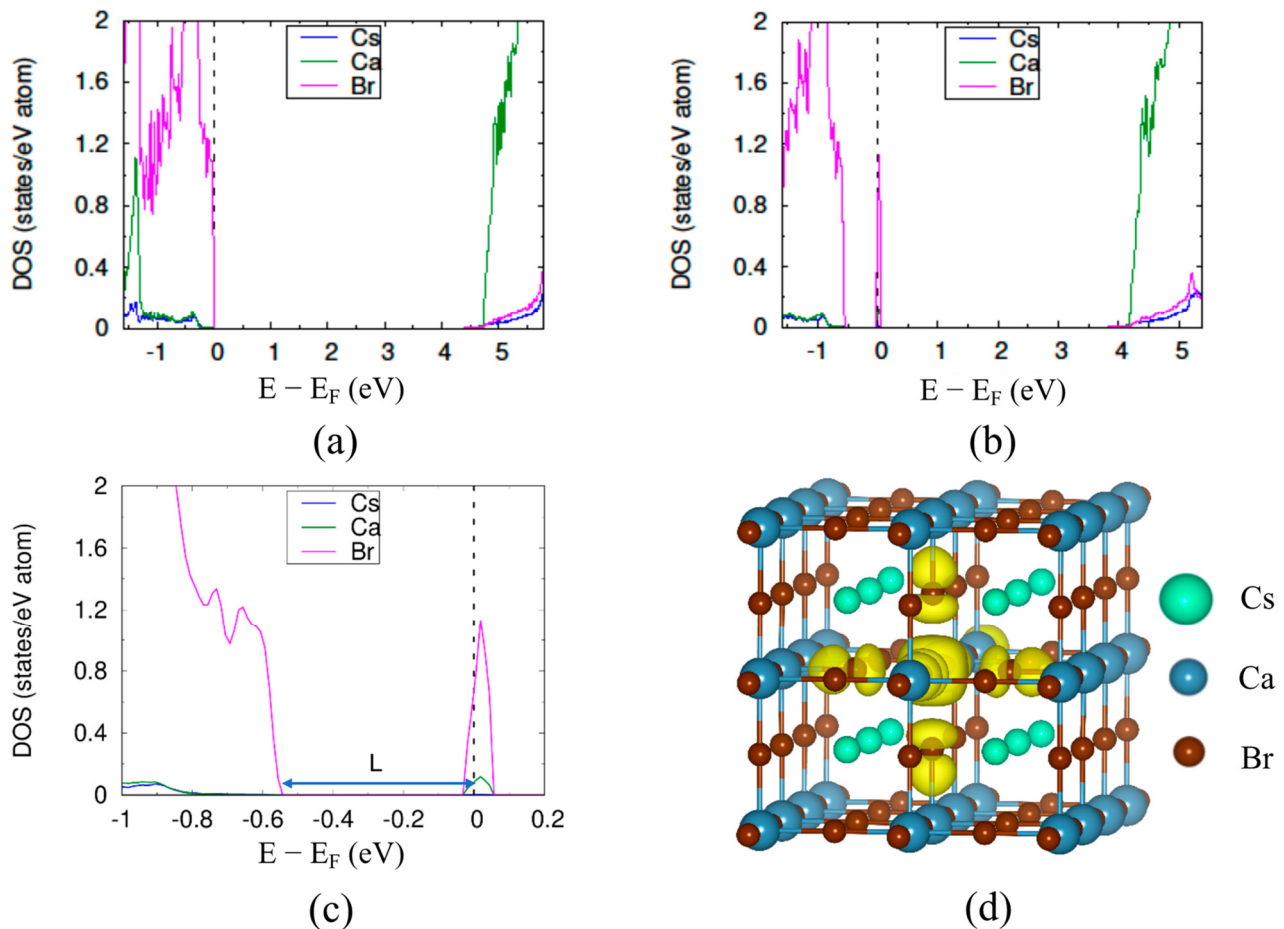 2
1.6
1.2
0.8
0.4
0
DOS (states/eV atom)
Cs
Ca
Br
-1 0 1 2 3 4 5
E − E_F (eV)
(a)
2
1.6
1.2
0.8
0.4
0
DOS (states/eV atom)
Cs
Ca
Br
-1 0 1 2 3 4 5
E − E_F (eV)
(b)
2
1.6
1.2
0.8
0.4
0
DOS (states/eV atom)
Cs
Ca
Br
L
-1 -0.8 -0.6 -0.4 -0.2 0 0.2
E − E_F (eV)
(c)
Cs
Ca
Br
(d)